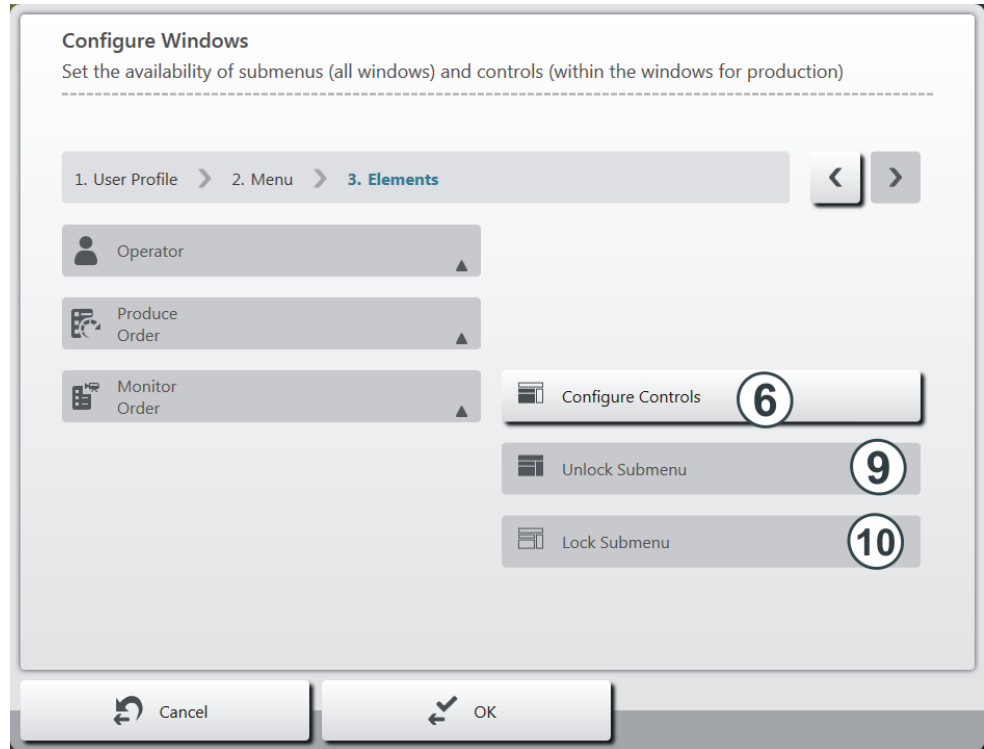 Configure Windows
Set the availability of submenus (all windows) and controls (within the windows for production)
1. User Profile
2. Menu
3. Elements
Operator
Produce
Order
Monitor
Order
Configure Controls
6
Unlock Submenu
9
Lock Submenu
10
Cancel
OK